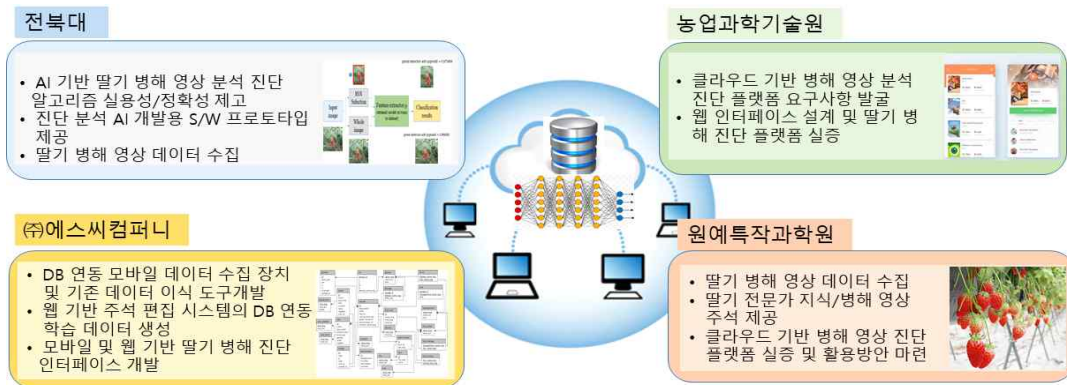 전북대
• AI 기반 딸기 병해 영상 분석 진단
알고리즘 실용성/정확성 제고
• 진단 분석 AI 개발용 S/W 프로토타입
제공
• 딸기 병해 영상 데이터 수집
Input
image
ROI
Selection
Whole
image
Classification
results
농업과학기술원
• 클라우드 기반 병해 영상 분석
진단 플랫폼 요구사항 발굴
• 웹 인터페이스 설계 및 딸기 병
해 진단 플랫폼 실증
㈜에스씨컴퍼니
• DB 연동 모바일 데이터 수집 장치
및 기존 데이터 이식 도구개발
• 웹 기반 주석 편집 시스템의 DB 연동
학습 데이터 생성
• 모바일 및 웹 기반 딸기 병해 진단
인터페이스 개발
원예특작과학원
• 딸기 병해 영상 데이터 수집
• 딸기 전문가 지식/병해 영상
주석 제공
• 클라우드 기반 병해 영상 진단
플랫폼 실증 및 활용방안 마련